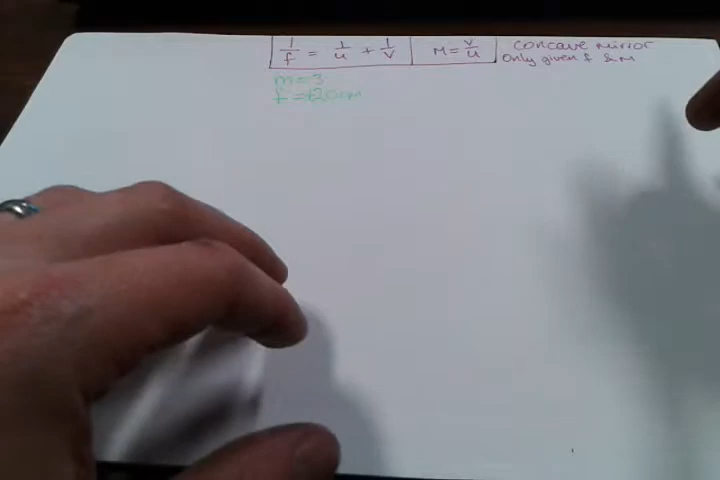 1/f = 1/u + 1/v
M = v/u
concave mirror
Only given f & M
m = 3
f = +20cm